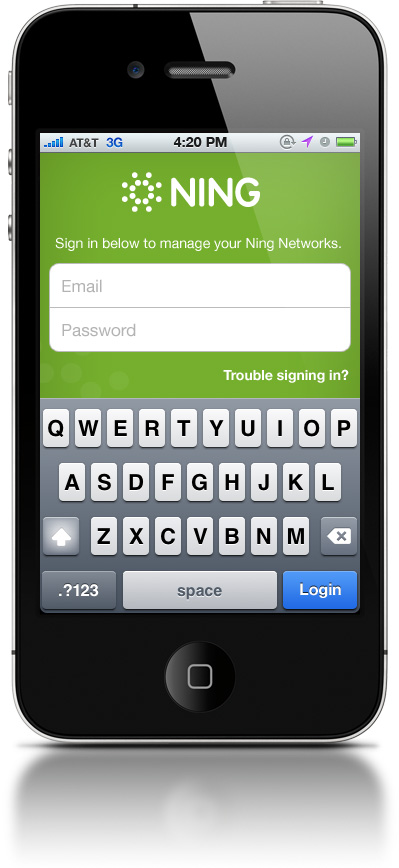 AT&T 3G 4:20 PM
NING
Sign in below to manage your Ning Networks.
Email
Password
Trouble signing in?
Q W E R T Y U I O P
A S D F G H J K L
Z X C V B N M
.?123 space Login